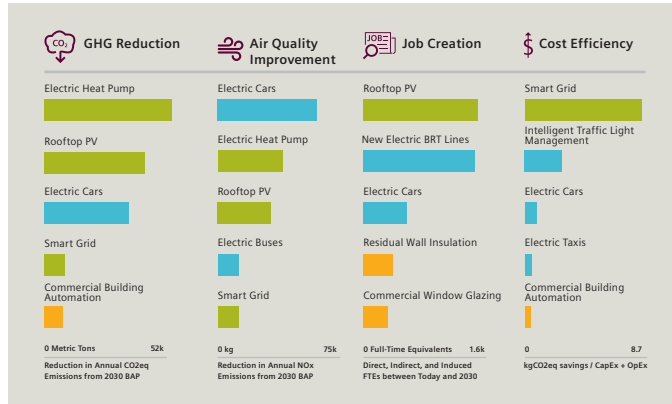 CO2
GHG Reduction
Electric Heat Pump
Rooftop PV
Electric Cars
Smart Grid
Commercial Building
Automation
0 Metric Tons 52k
Reduction in Annual CO2eq
Emissions from 2030 BAP
Air Quality
Improvement
Electric Cars
Electric Heat Pump
Rooftop PV
Electric Buses
Smart Grid
0 kg 75k
Reduction in Annual NOx
Emissions from 2030 BAP
JOB
Job Creation
Rooftop PV
New Electric BRT Lines
Electric Cars
Residual Wall Insulation
Commercial Window Glazing
0 Full-Time Equivalents 1.6k
Direct, Indirect, and Induced
FTEs between Today and 2030
$
Cost Efficiency
Smart Grid
Intelligent Traffic Light
Management
Electric Cars
Electric Taxis
Commercial Building
Automation
0 8.7
kgCO2eq savings / CapEx + OpEx